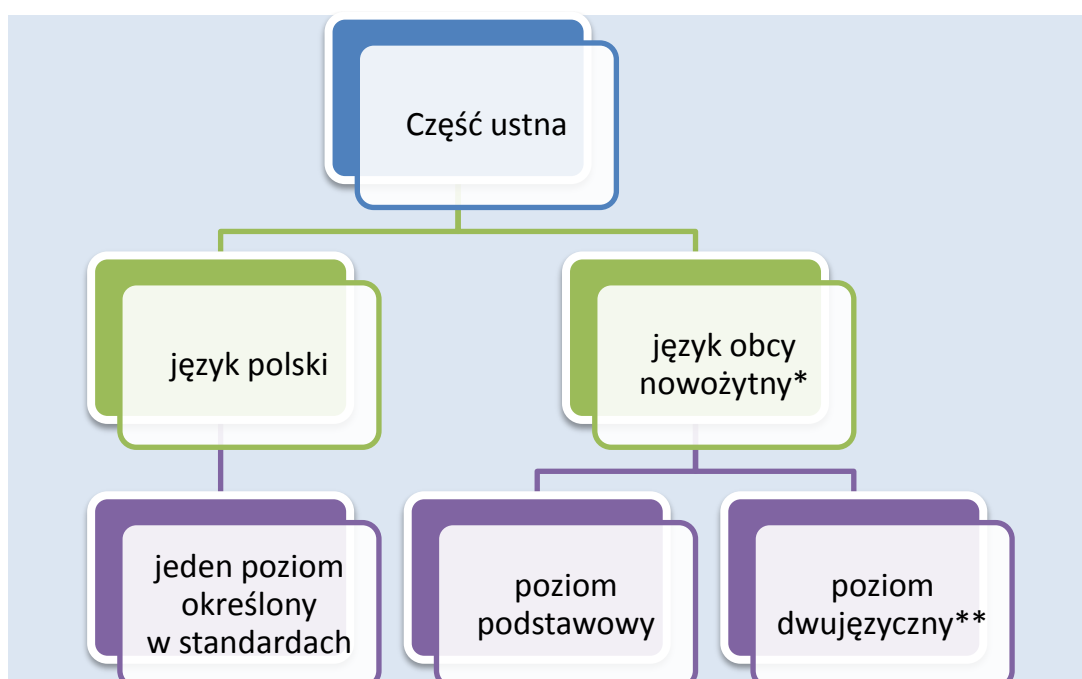 Część ustna
język polski
język obcy
nowożytny*
jeden poziom
określony
w standardach
poziom
podstawowy
poziom
dwujęzyczny**